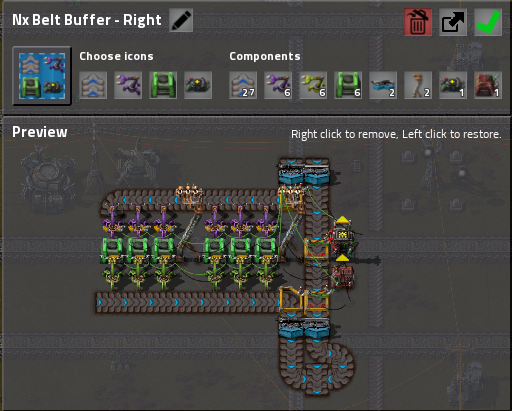 Nx Belt Buffer - Right
Choose icons
Components
27 6 6 6 2 2 1 1
Preview
Right click to remove, Left click to restore.